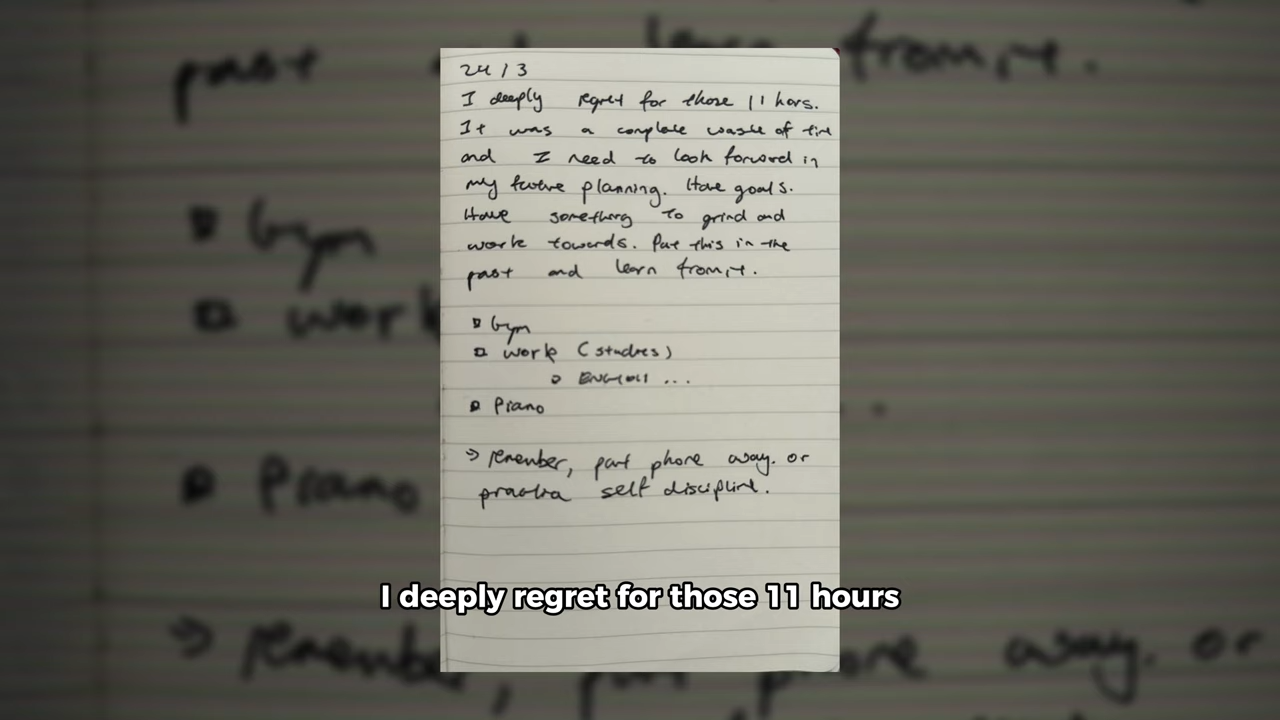 24/3
I deeply regret for those 11 hors.
It was a complete waste of time
and I need to look forward in
my future planning. Have goals.
Have something to grind and
work towards. Put this in the
past and learn from it.
Gym
work (studies)
ENGLISH ...
Piano
→ remember, put phone away. or
practice self discipline.
I deeply regret for those 11 hours